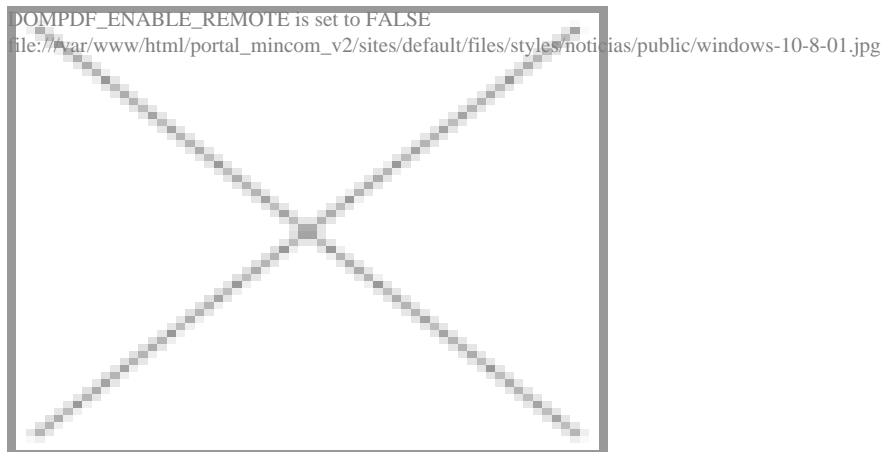 DOMPDF_ENABLE_REMOTE is set to FALSE
file:///var/www/html/portal_mincom_v2/sites/default/files/styles/noticias/public/windows-10-8-01.jpg